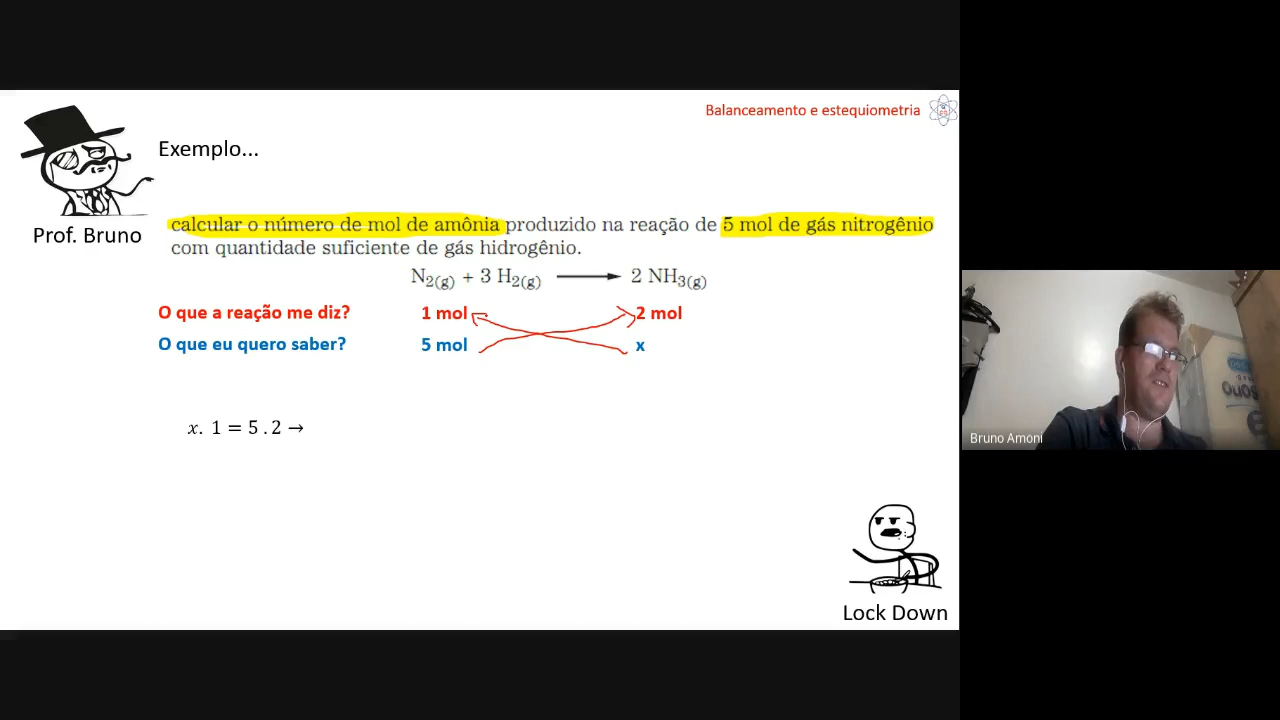 Balanceamento e estequiometria
Exemplo...
Prof. Bruno
calcular o número de mol de amônia produzido na reação de 5 mol de gás nitrogênio
com quantidade suficiente de gás hidrogênio.
N2(g) + 3 H2(g) ⟶ 2 NH3(g)
O que a reação me diz? 1 mol 2 mol
O que eu quero saber? 5 mol x
x. 1 = 5 . 2 →
Lock Down
Bruno Amoni